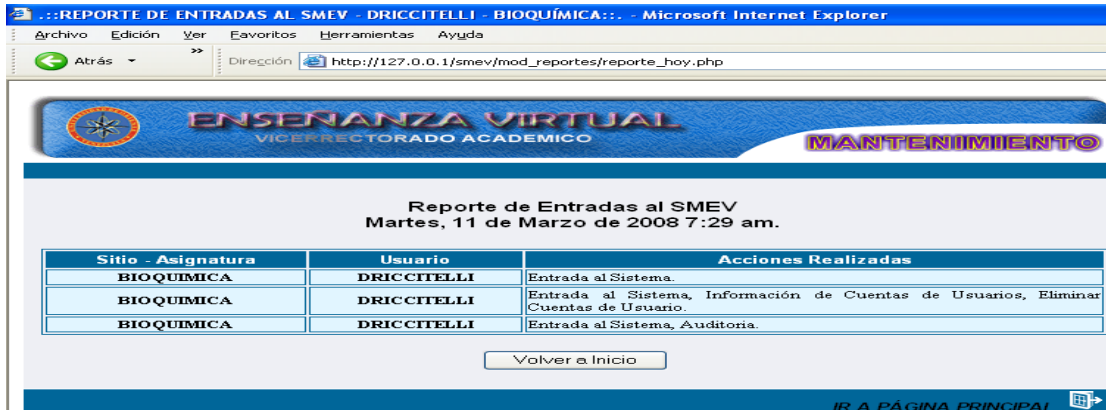 .::REPORTE DE ENTRADAS AL SMEV - DRICCITELLI - BIOQUÍMICA::. - Microsoft Internet Explorer
Archivo Edición Ver Favoritos Herramientas Ayuda
Atrás » Dirección http://127.0.0.1/smev/mod_reportes/reporte_hoy.php
ENSEÑANZA VIRTUAL
VICERRECTORADO ACADEMICO
MANTENIMIENTO
Reporte de Entradas al SMEV
Martes, 11 de Marzo de 2008 7:29 am.
Sitio - Asignatura Usuario Acciones Realizadas
BIOQUIMICA DRICCITELLI Entrada al Sistema.
BIOQUIMICA DRICCITELLI Entrada al Sistema, Información de Cuentas de Usuarios, Eliminar
Cuentas de Usuario.
BIOQUIMICA DRICCITELLI Entrada al Sistema, Auditoria.
Volver a Inicio
IR A PÁGINA PRINCIPAL